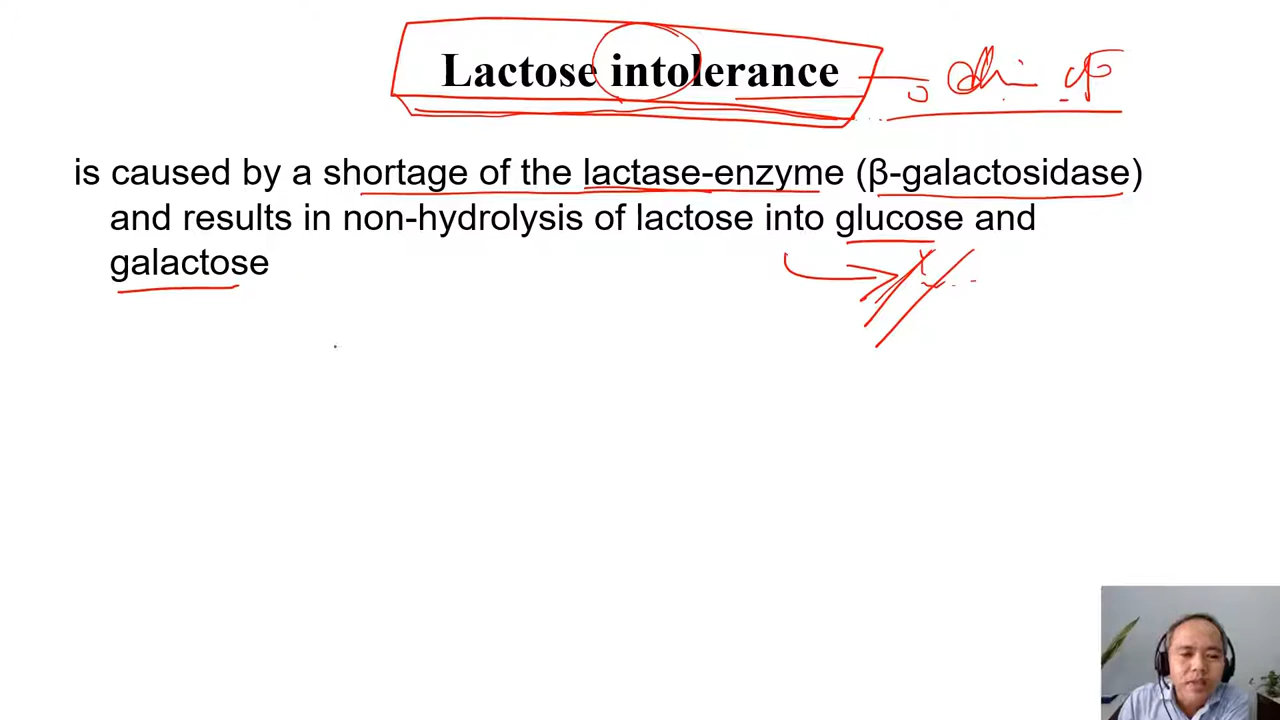 Lactose intolerance
is caused by a shortage of the lactase-enzyme (β-galactosidase)
and results in non-hydrolysis of lactose into glucose and
galactose